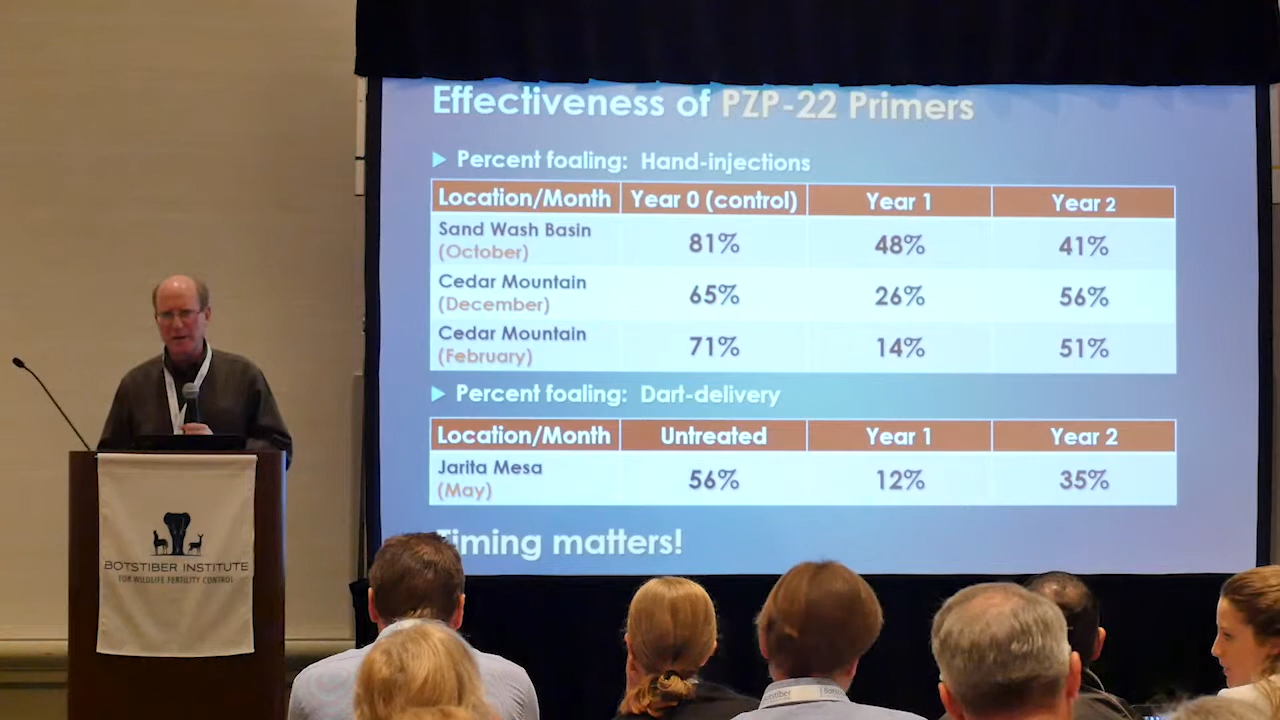 Effectiveness of PZP-22 Primers
Percent foaling: Hand-injections
Location/Month Year 0 (control) Year 1 Year 2
Sand Wash Basin
(October) 81% 48% 41%
Cedar Mountain
(December) 65% 26% 56%
Cedar Mountain
(February) 71% 14% 51%
Percent foaling: Dart-delivery
Location/Month Untreated Year 1 Year 2
Jarita Mesa
(May) 56% 12% 35%
Timing matters!
BOTSTIBER INSTITUTE
FOR WILDLIFE FERTILITY CONTROL